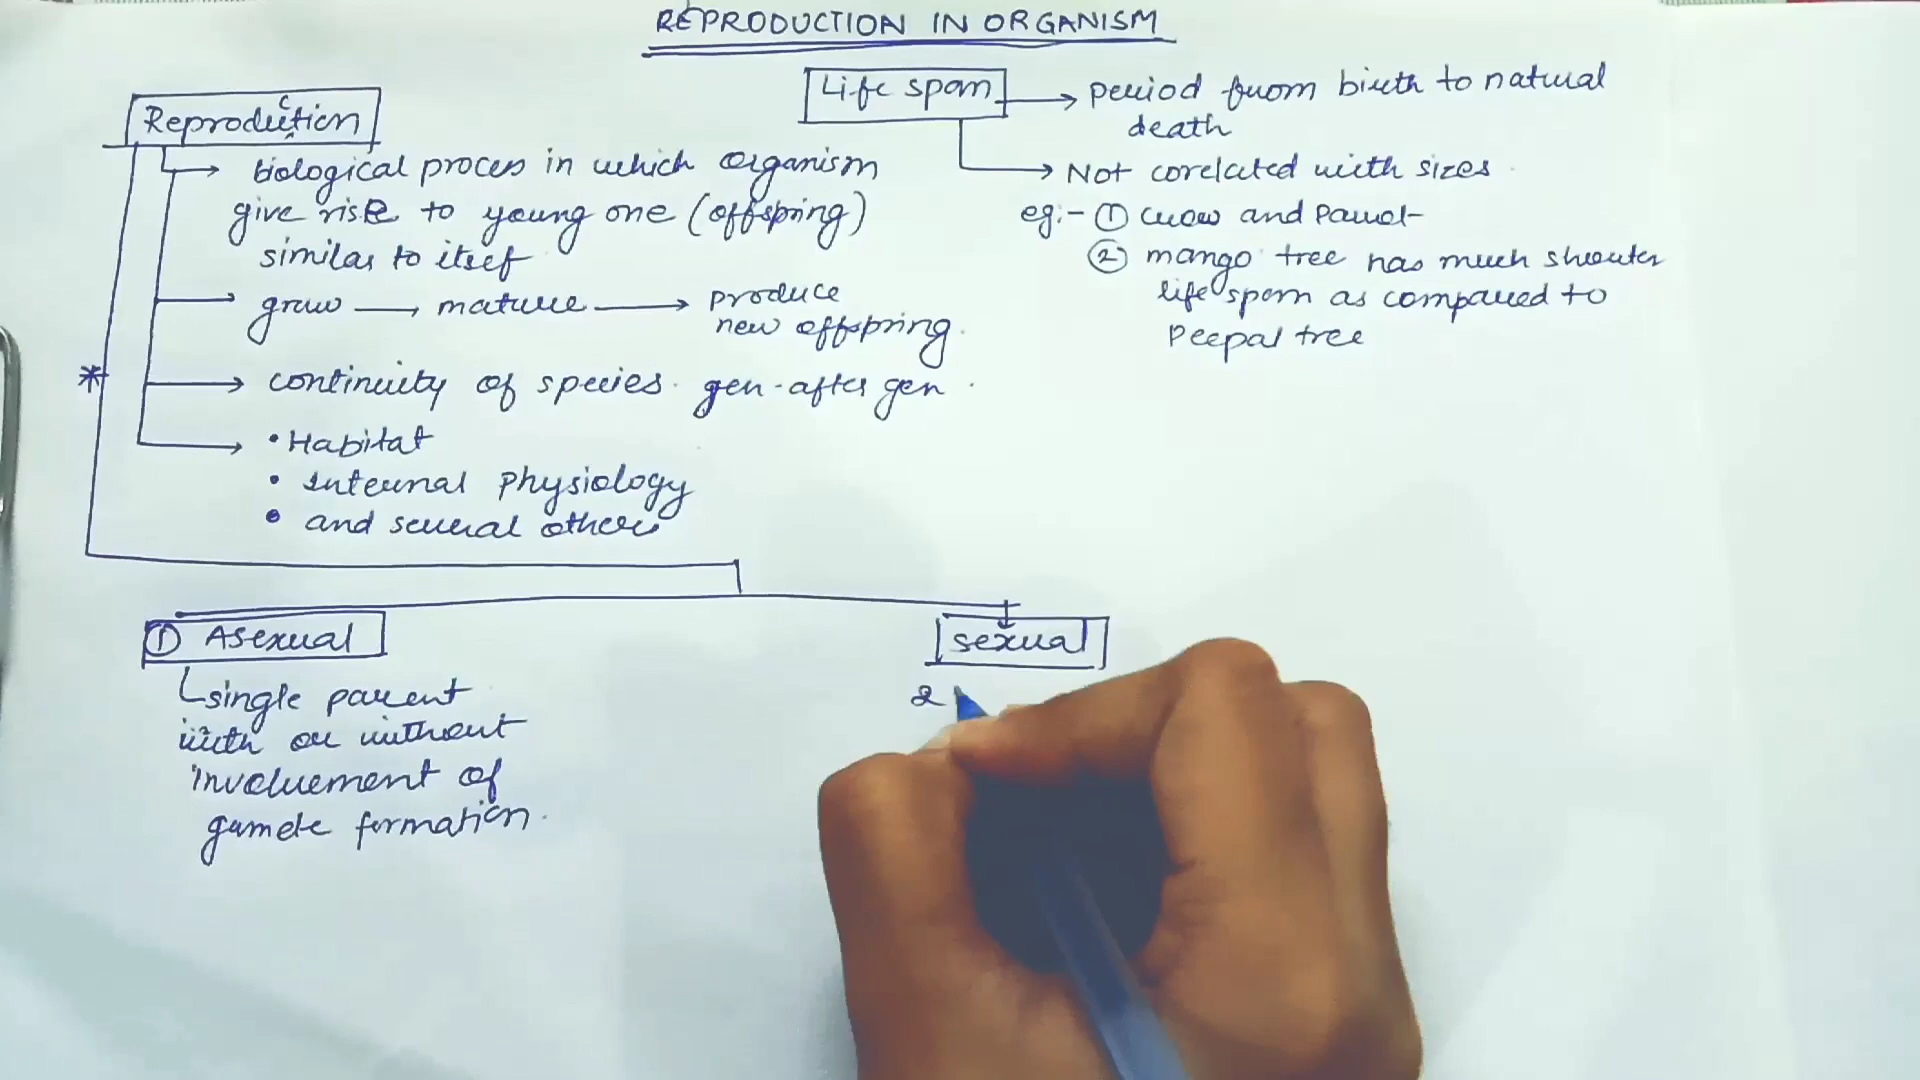 REPRODUCTION IN ORGANISM
Reproduction
biological proces in which organism
give rise to young one (offspring)
similar to itself
grow → mature → produce
new offspring.
* continuity of species. gen-after gen.
• Habitat
• internal Physiology
• and several others
Life span → period from birth to natural
death
→ Not corelated with sizes.
eg:- ① crow and Parrot
② mango tree has much shorter
life span as compared to
Peepal tree
① Asexual
single parent
with or without
involvement of
gamete formation.
sexual
2